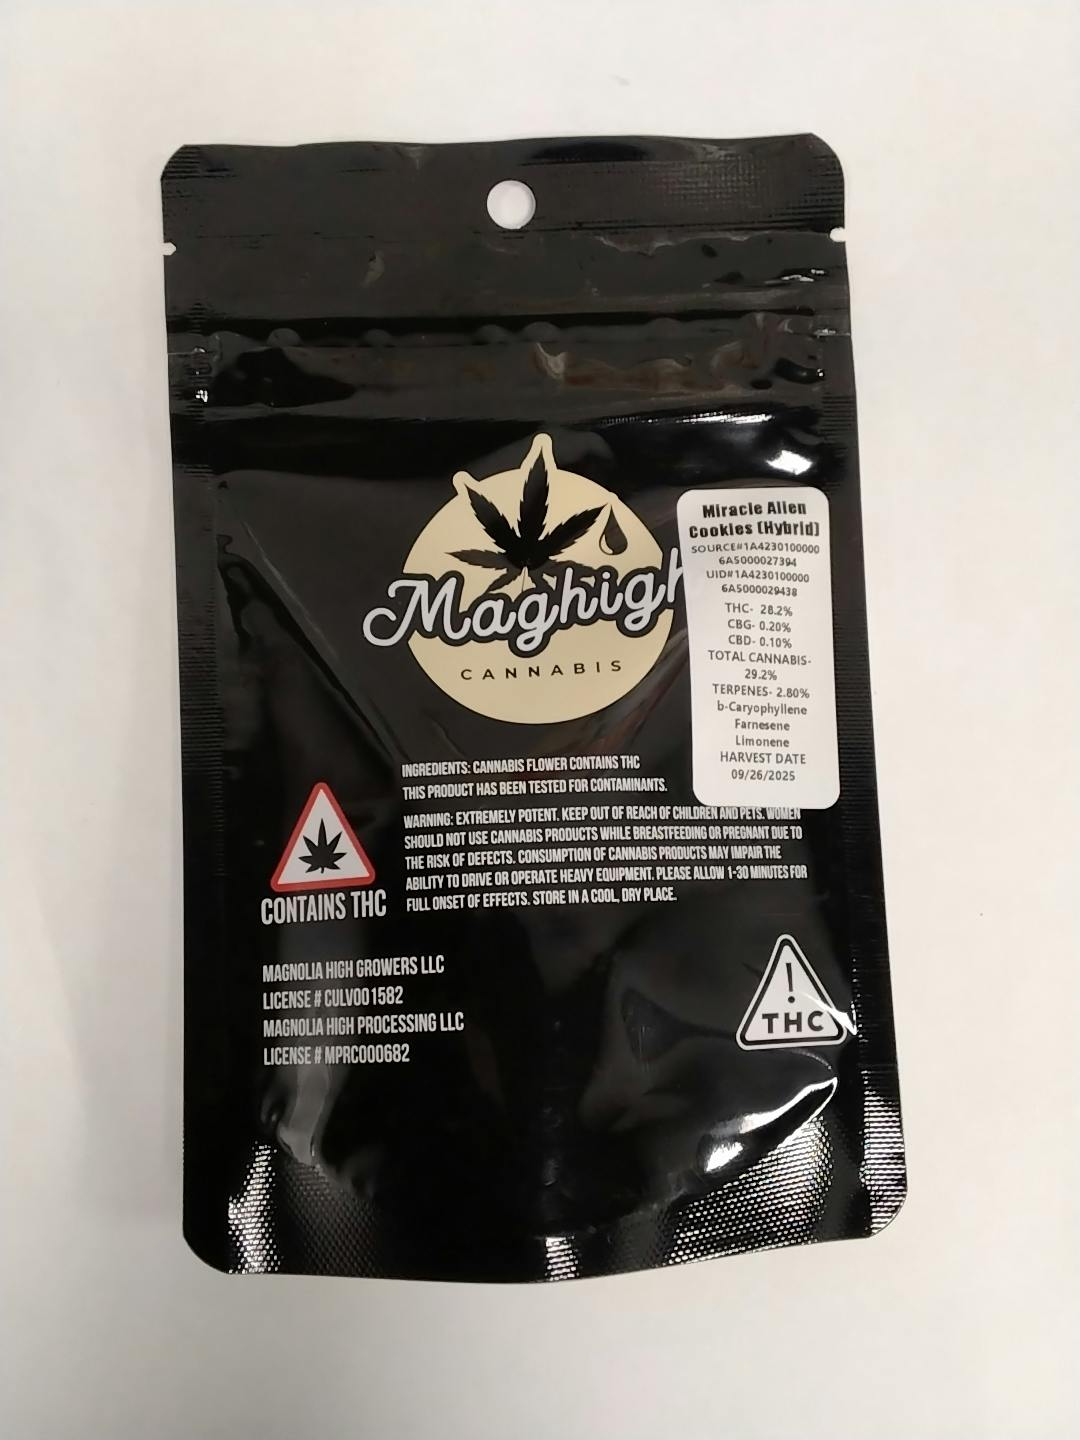 Maghigh
CANNABIS
Miracle Alien
Cookies (Hybrid)
SOURCE#1A4230100000
6A5000027394
UID#1A4230100000
6A5000029438
THC- 28.2%
CBG- 0.20%
CBD- 0.10%
TOTAL CANNABIS-
29.2%
TERPENES- 2.80%
b-Caryophyllene
Farnesene
Limonene
HARVEST DATE
09/26/2025
INGREDIENTS: CANNABIS FLOWER CONTAINS THC
THIS PRODUCT HAS BEEN TESTED FOR CONTAMINANTS.
WARNING: EXTREMELY POTENT. KEEP OUT OF REACH OF CHILDREN AND PETS. WOMEN
SHOULD NOT USE CANNABIS PRODUCTS WHILE BREASTFEEDING OR PREGNANT DUE TO
THE RISK OF DEFECTS. CONSUMPTION OF CANNABIS PRODUCTS MAY IMPAIR THE
ABILITY TO DRIVE OR OPERATE HEAVY EQUIPMENT. PLEASE ALLOW 1-30 MINUTES FOR
FULL ONSET OF EFFECTS. STORE IN A COOL, DRY PLACE.
CONTAINS THC
MAGNOLIA HIGH GROWERS LLC
LICENSE # CULV001582
MAGNOLIA HIGH PROCESSING LLC
LICENSE # MPRC000682
!
THC